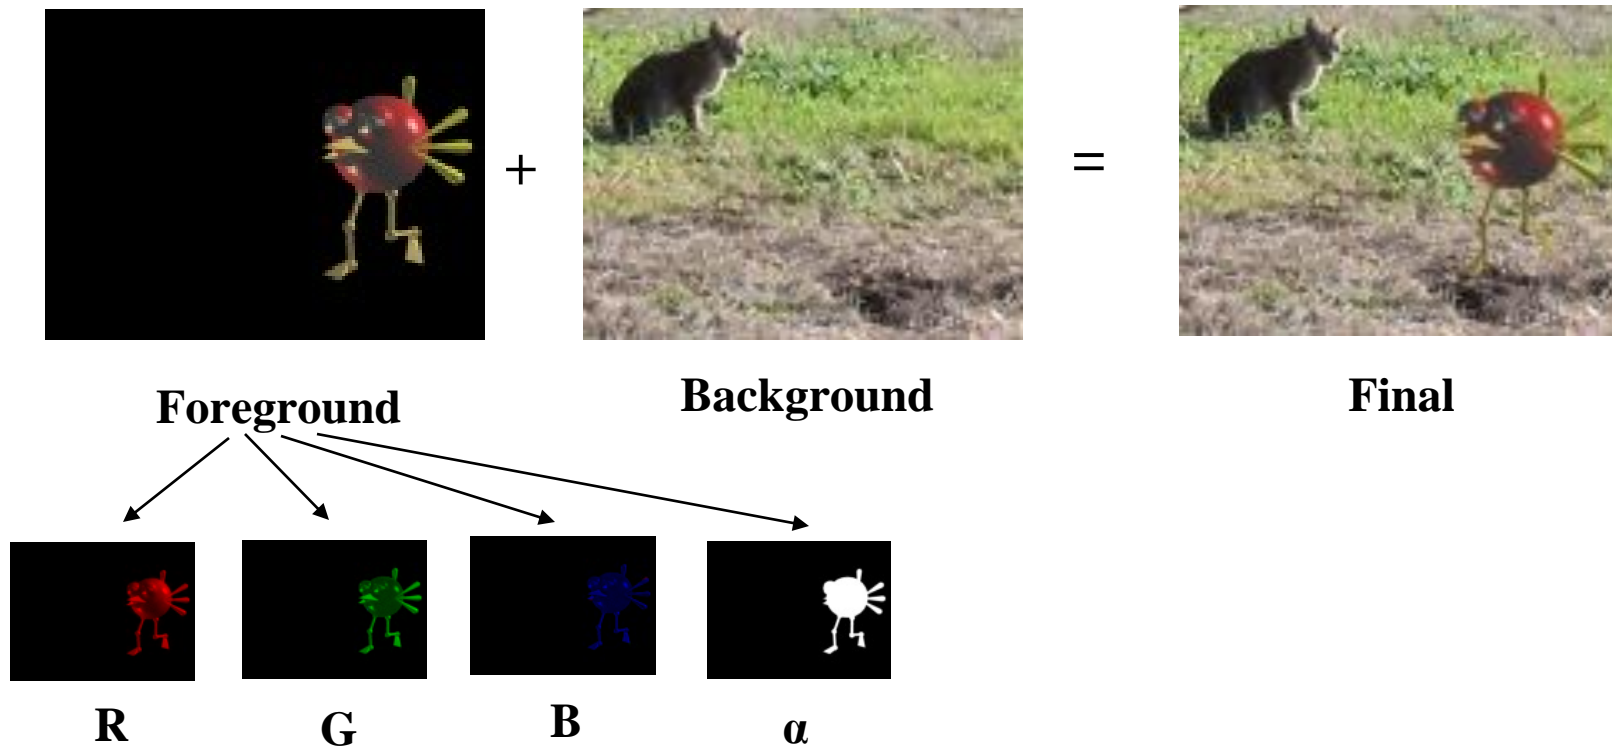 +
=
Foreground
Background
Final
R
G
B
α